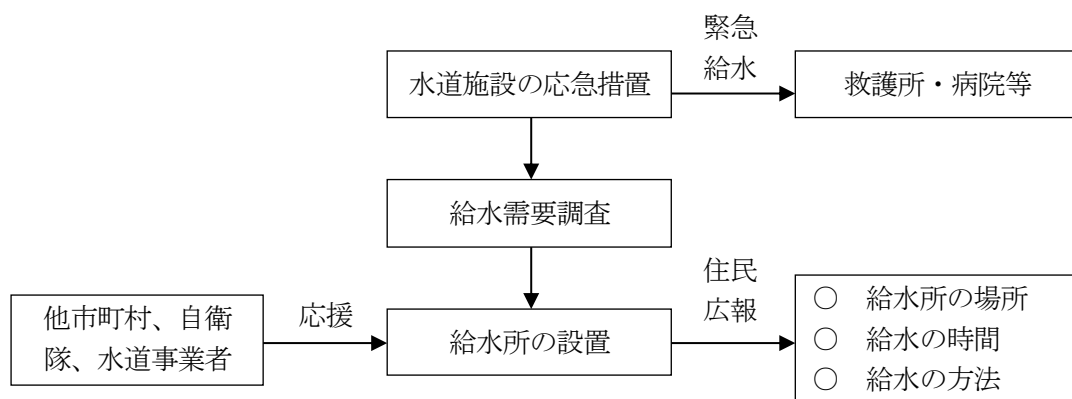 緊急
給水
水道施設の応急措置
救護所・病院等
給水需要調査
住民
広報
他市町村、自衛
隊、水道事業者
応援
給水所の設置
○ 給水所の場所
○ 給水の時間
○ 給水の方法